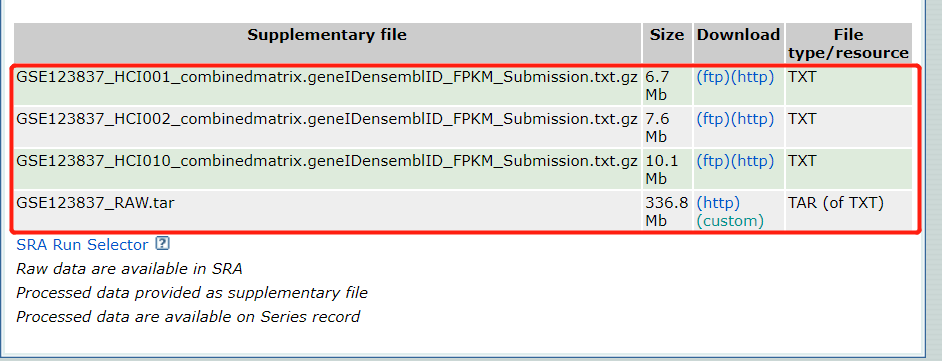 Supplementary file Size Download File
type/resource
GSE123837_HCI001_combinedmatrix.geneIDensemblID_FPKM_Submission.txt.gz 6.7 (ftp)(http) TXT
Mb
GSE123837_HCI002_combinedmatrix.geneIDensemblID_FPKM_Submission.txt.gz 7.6 (ftp)(http) TXT
Mb
GSE123837_HCI010_combinedmatrix.geneIDensemblID_FPKM_Submission.txt.gz 10.1 (ftp)(http) TXT
Mb
GSE123837_RAW.tar 336.8 (http) TAR (of TXT)
Mb (custom)
SRA Run Selector ?
Raw data are available in SRA
Processed data provided as supplementary file
Processed data are available on Series record